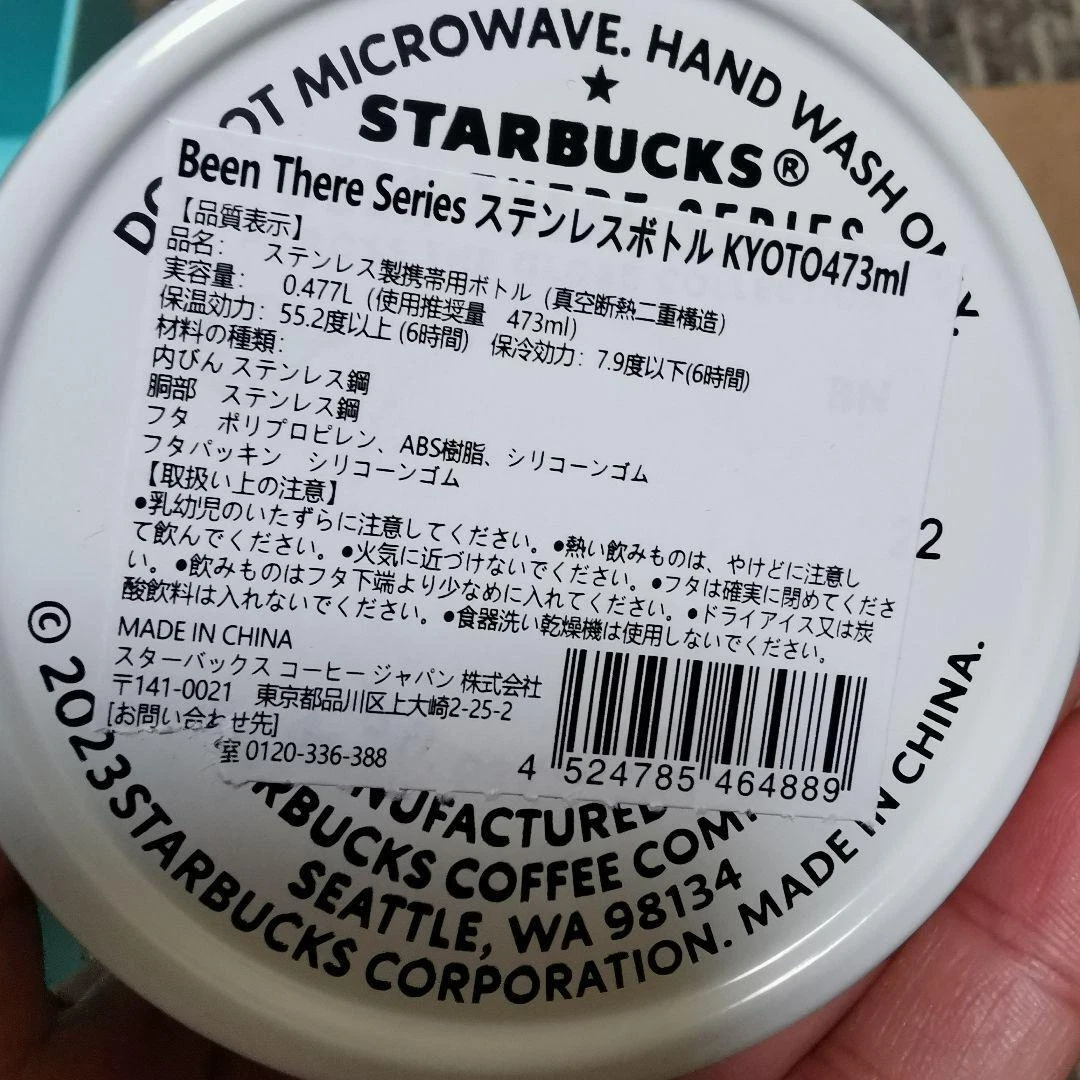 NOT MICROWAVE. HAND WASH
STARBUCKS®
SERIES
Been There Series ステンレスボトル KYOTO473ml
【品質表示】
品名: ステンレス製携帯用ボトル (真空断熱二重構造)
実容量: 0.477L (使用推奨量 473ml)
保温効力: 55.2度以上 (6時間) 保冷効力: 7.9度以下(6時間)
材料の種類:
内びん ステンレス鋼
胴部 ステンレス鋼
フタ ポリプロピレン、ABS樹脂、シリコーンゴム
フタパッキン シリコーンゴム
【取扱い上の注意】
●乳幼児のいたずらに注意してください。●熱い飲みものは、やけどに注意し
て飲んでください。●火気に近づけないでください。●フタは確実に閉めてくださ
い。●飲みものはフタ下端より少なめに入れてください。●ドライアイス又は炭
酸飲料は入れないでください。●食器洗い乾燥機は使用しないでください。
MADE IN CHINA
スターバックス コーヒー ジャパン 株式会社
〒141-0021 東京都品川区上大崎2-25-2
[お問い合わせ先]
室 0120-336-388
4 524785 464889
2
MANUFACTURED
STARBUCKS COFFEE COM
SEATTLE, WA 98134
© 2023 STARBUCKS CORPORATION. MADE IN CHINA.